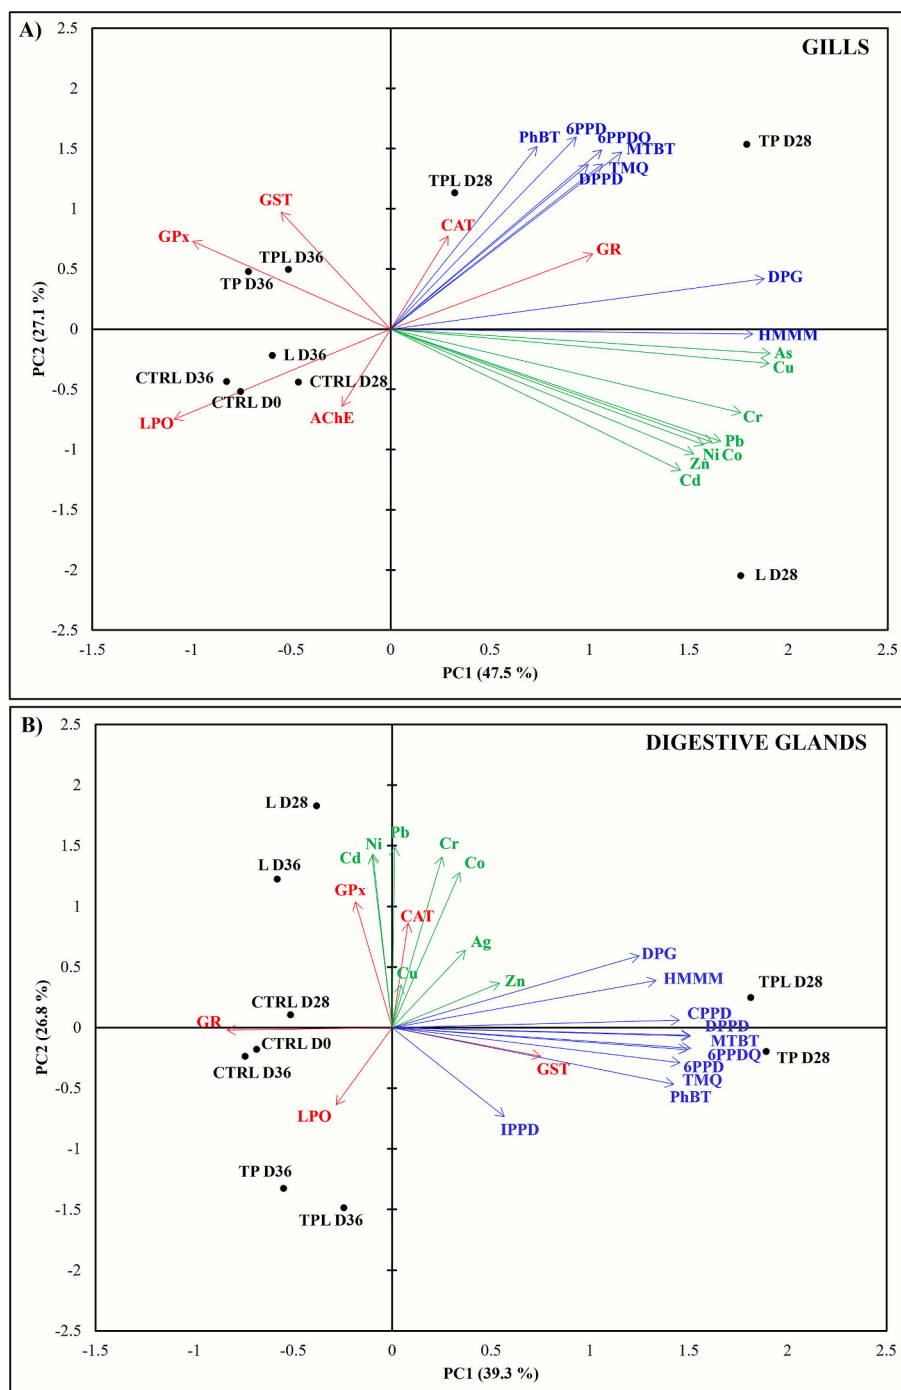 A)
GILLS
2.5
2
1.5
1
0.5
0
-0.5
-1
-1.5
-2
-2.5
PC2 (27.1 %)
PhBT
6PPD
6PPDQ
MTBT
TMQ
DPPD
TP D28
TPL D28
GST
CAT
GPx
GR
TPL D36
TP D36
DPG
HMMM
As
Cu
L D36
CTRL D36
CTRL D28
CTRL D0
LPO
AChE
Cr
Pb
Ni Co
Zn
Cd
L D28
-1.5 -1 -0.5 0 0.5 1 1.5 2 2.5
PC1 (47.5 %)
B)
DIGESTIVE GLANDS
2.5
2
1.5
1
0.5
0
-0.5
-1
-1.5
-2
-2.5
PC2 (26.8 %)
L D28
Pb
Ni
Cr
Cd
Co
L D36
GPx
CAT
Ag
DPG
Cu
Zn
HMMM
TPL D28
CTRL D28
GR
CPPD
DPPD
MTBT
CTRL D0
6PPDQ
TP D28
CTRL D36
6PPD
GST
TMQ
PhBT
LPO
IPPD
TP D36
TPL D36
-1.5 -1 -0.5 0 0.5 1 1.5 2 2.5
PC1 (39.3 %)